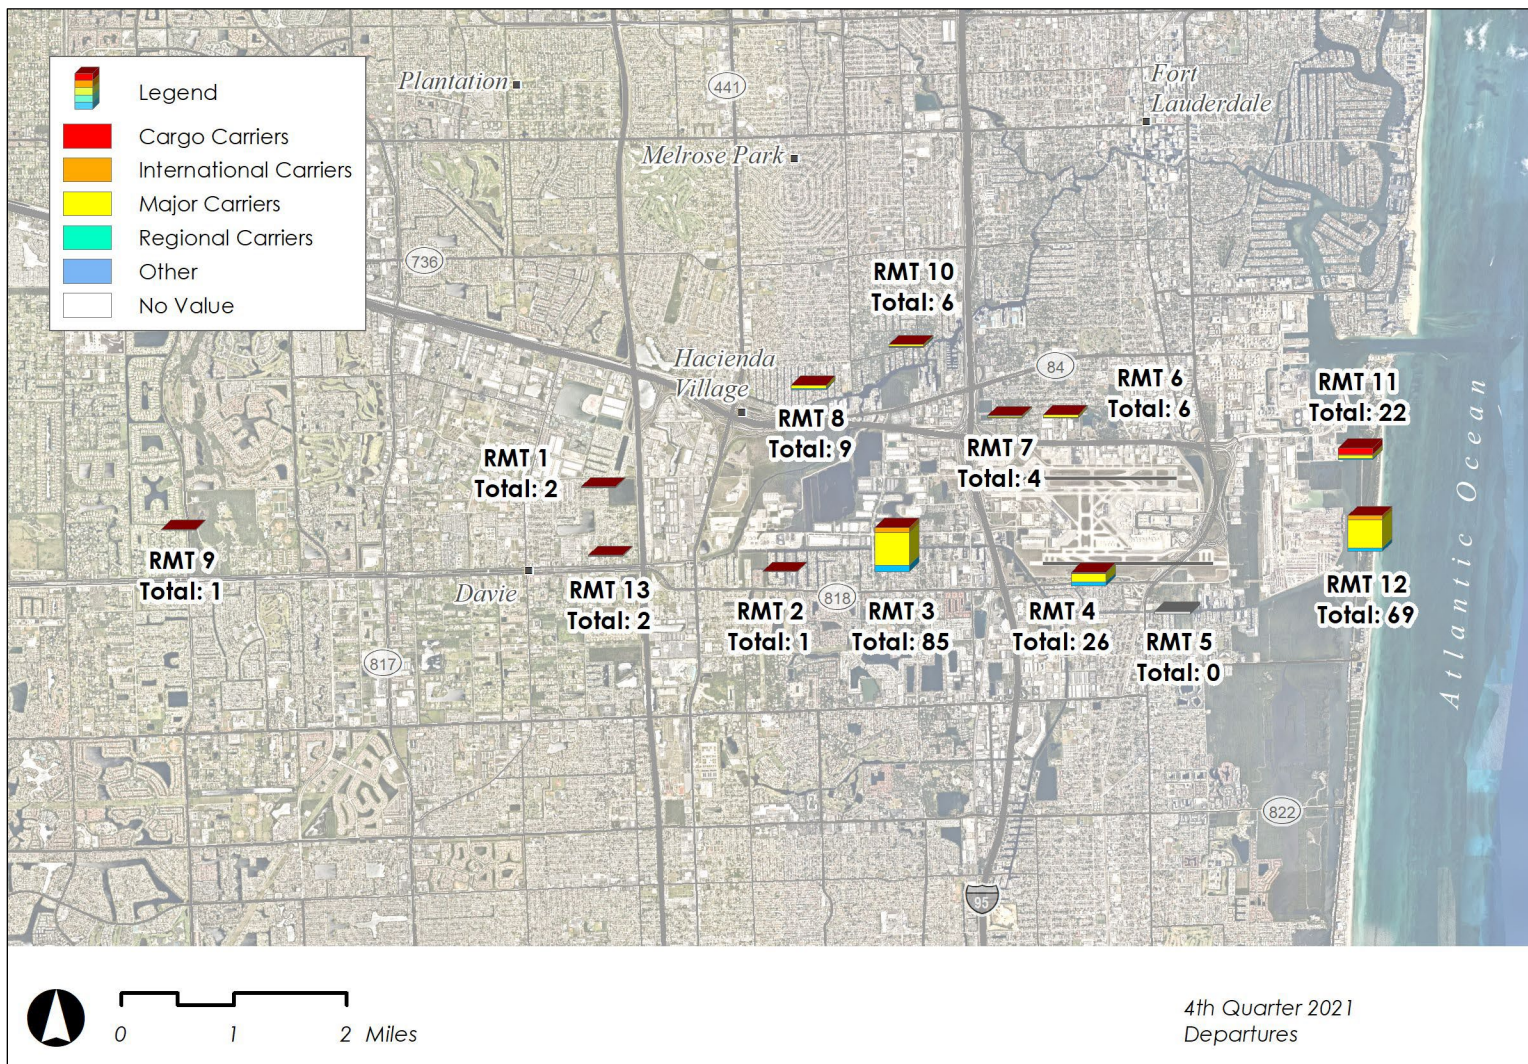 Legend
Cargo Carriers
International Carriers
Major Carriers
Regional Carriers
Other
No Value
Plantation
441
Fort
Lauderdale
Melrose Park
736
RMT 10
Total: 6
Hacienda
Village
84
RMT 6
Total: 6
RMT 11
Total: 22
RMT 8
Total: 9
RMT 7
Total: 4
RMT 1
Total: 2
Atlantic Ocean
RMT 9
Total: 1
Davie
RMT 13
Total: 2
RMT 2
Total: 1
818
RMT 3
Total: 85
RMT 4
Total: 26
RMT 5
Total: 0
RMT 12
Total: 69
817
822
95
0 1 2 Miles
4th Quarter 2021
Departures